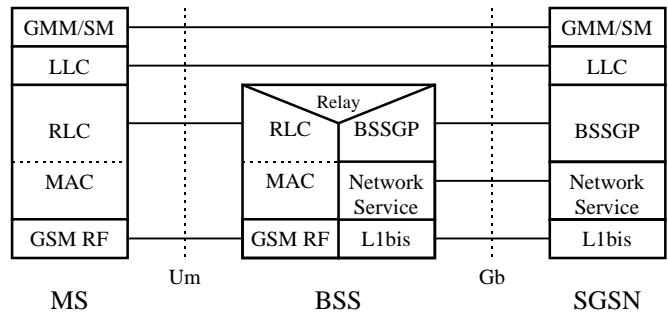 GMM/SM
LLC
RLC
MAC
GSM RF
MS
Um
Relay
RLC
BSSGP
MAC
Network
Service
GSM RF
L1bis
BSS
Gb
GMM/SM
LLC
BSSGP
Network
Service
L1bis
SGSN